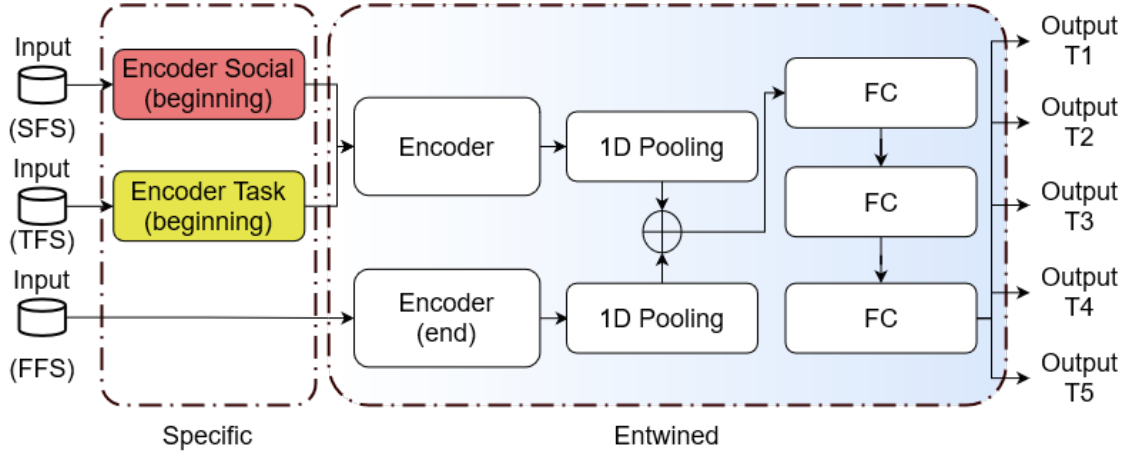 Input
(SFS)
Input
(TFS)
Input
(FFS)
Encoder Social
(beginning)
Encoder Task
(beginning)
Specific
Encoder
1D Pooling
Encoder
(end)
1D Pooling
FC
FC
FC
Entwined
Output
T1
Output
T2
Output
T3
Output
T4
Output
T5